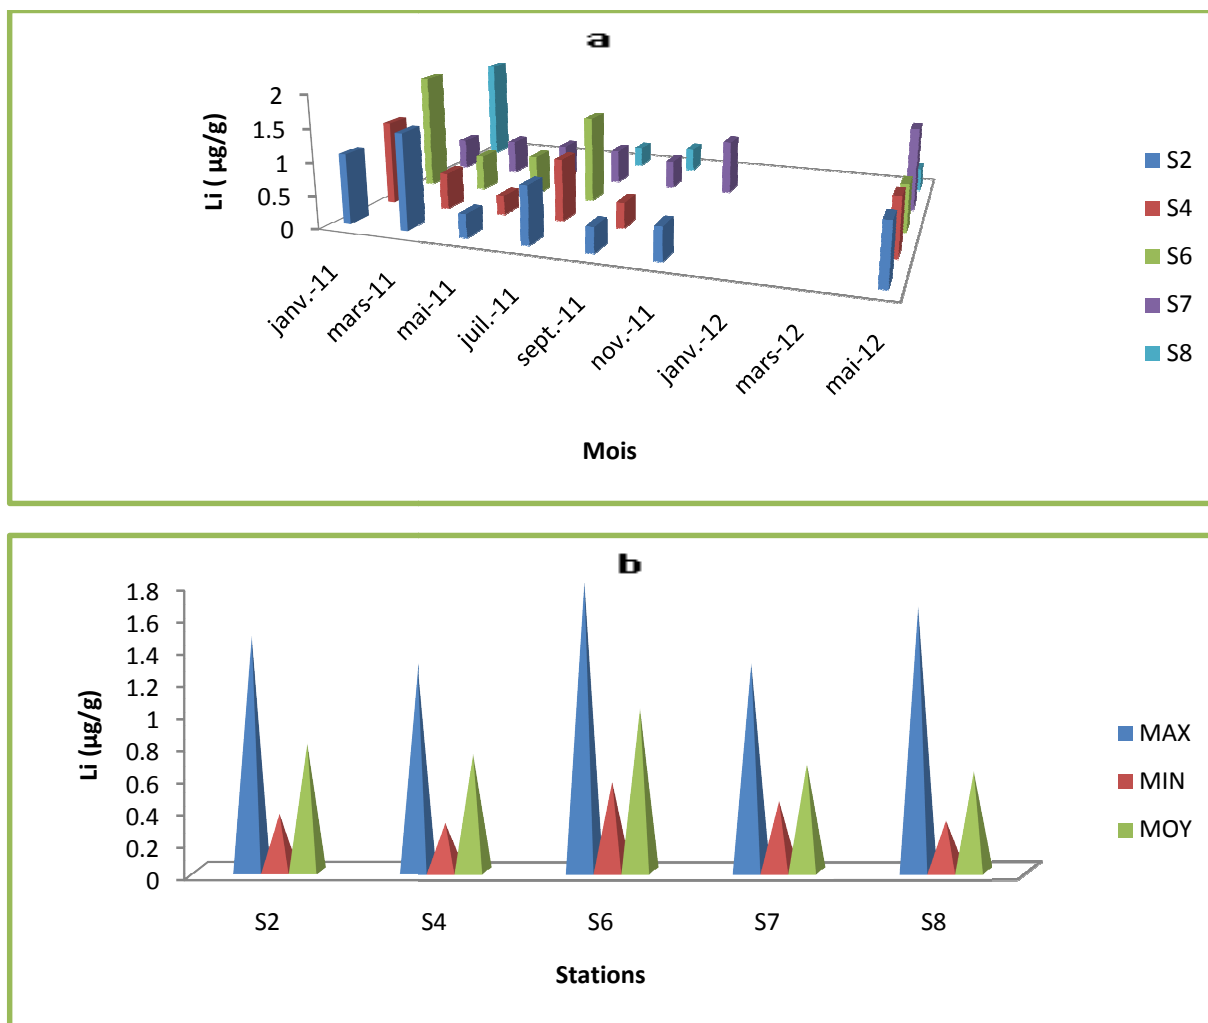 a
Li ( µg/g)
2
1.5
1
0.5
0
janv.-11
mars-11
mai-11
juil.-11
sept.-11
nov.-11
janv.-12
mars-12
mai-12
Mois
S2
S4
S6
S7
S8
b
Li (µg/g)
1.8
1.6
1.4
1.2
1
0.8
0.6
0.4
0.2
0
S2
S4
S6
S7
S8
Stations
MAX
MIN
MOY